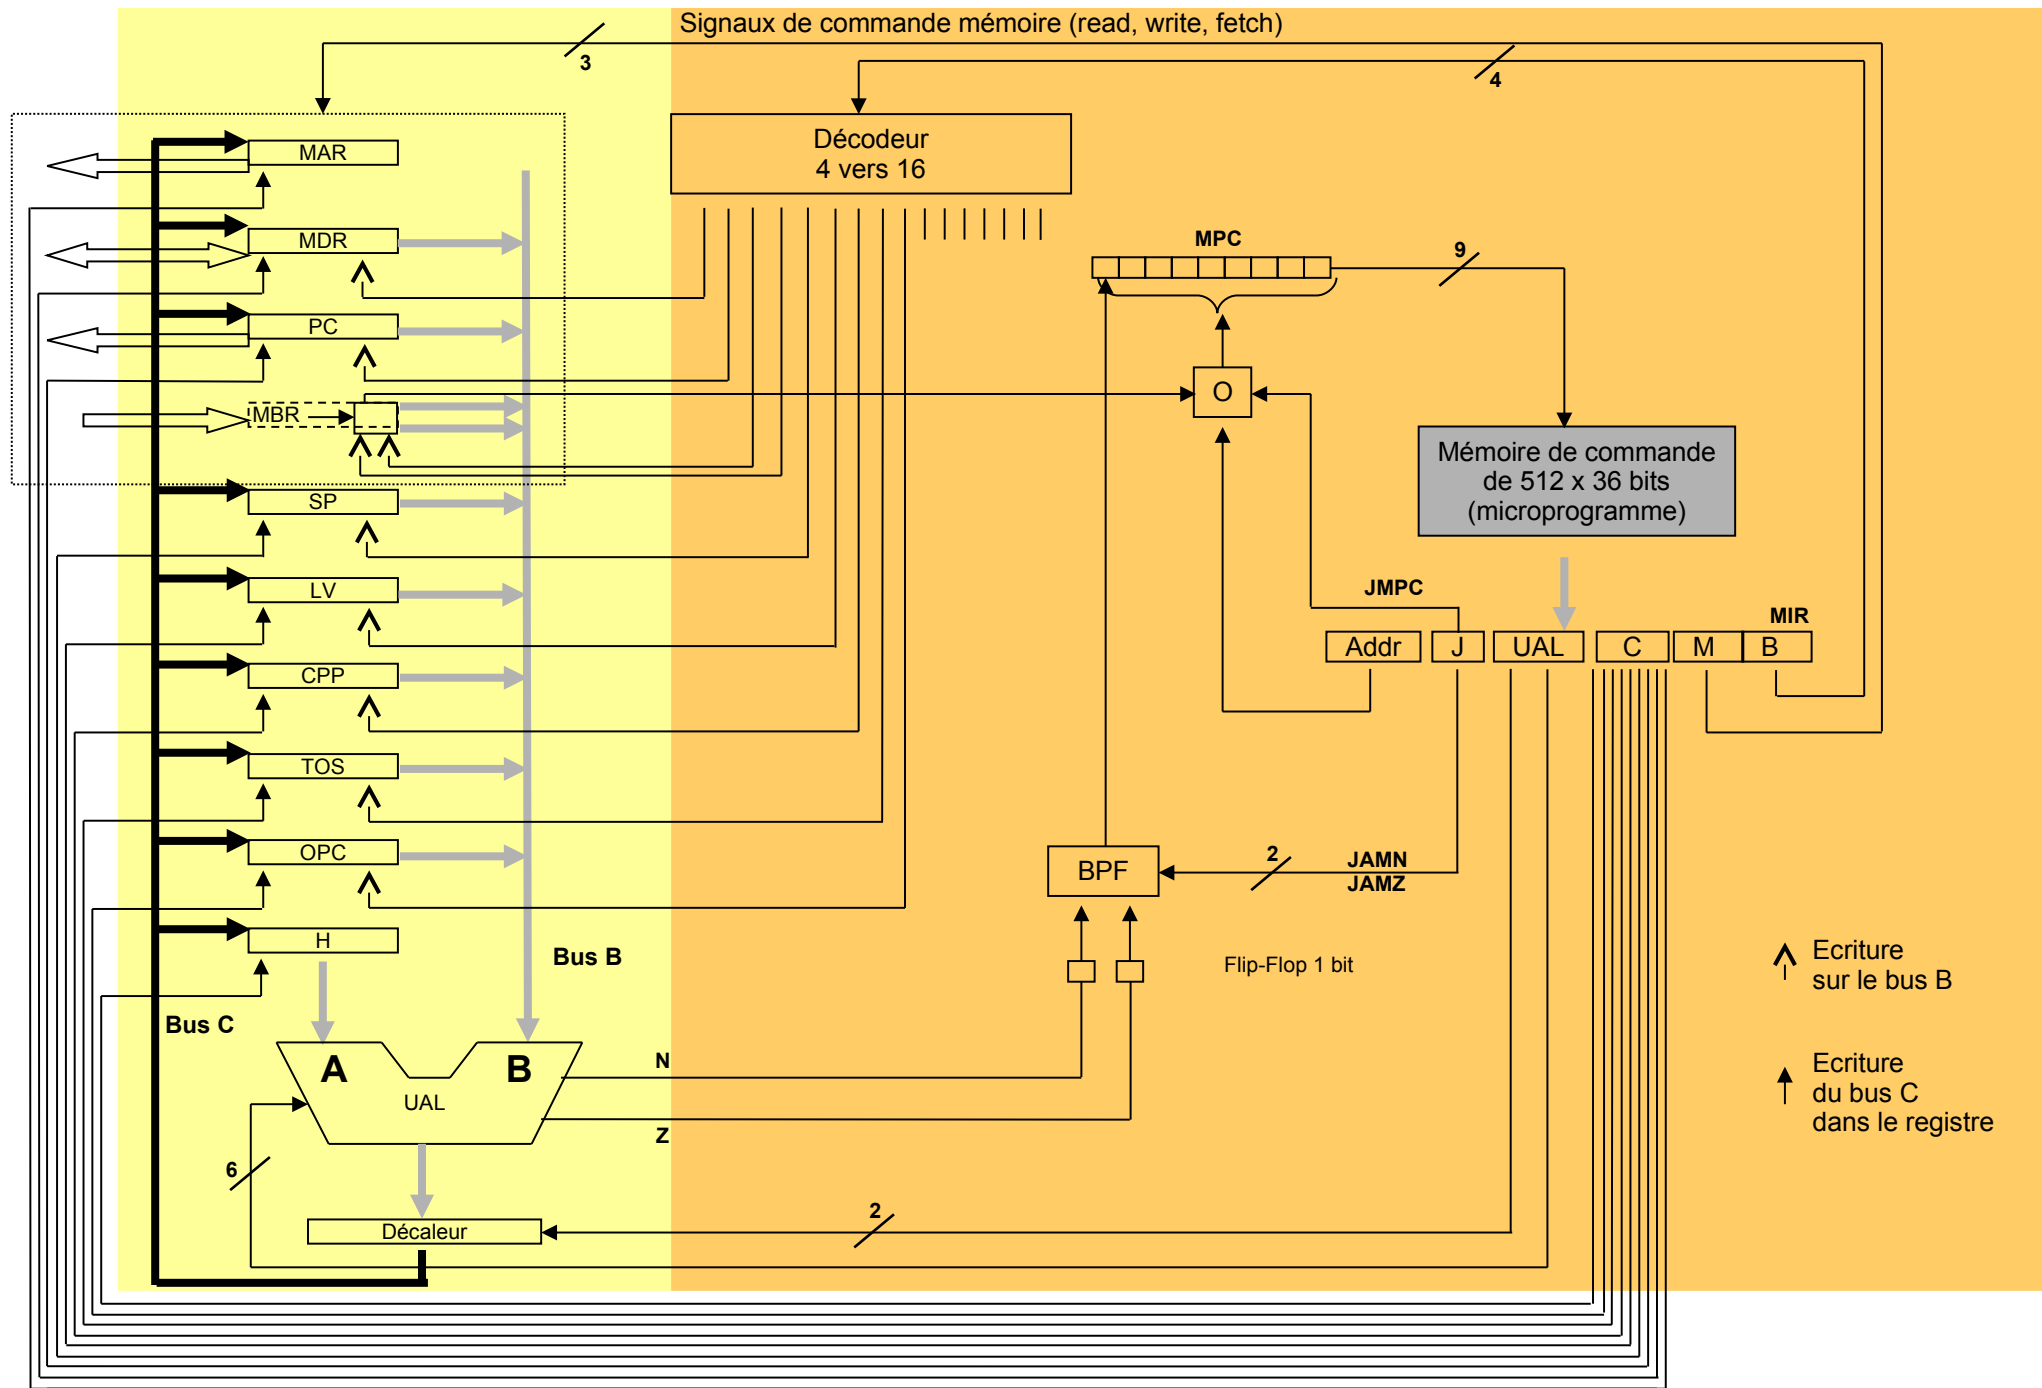 Signaux de commande mémoire (read, write, fetch)
3
4
Décodeur
4 vers 16
MAR
MDR
PC
MBR
SP
LV
CPP
TOS
OPC
H
Bus B
Bus C
A
B
UAL
N
Z
6
Décaleur
2
MPC
9
O
Mémoire de commande
de 512 x 36 bits
(microprogramme)
JMPC
MIR
Addr
J
UAL
C
M
B
BPF
2
JAMN
JAMZ
Flip-Flop 1 bit
Ecriture
sur le bus B
Ecriture
du bus C
dans le registre